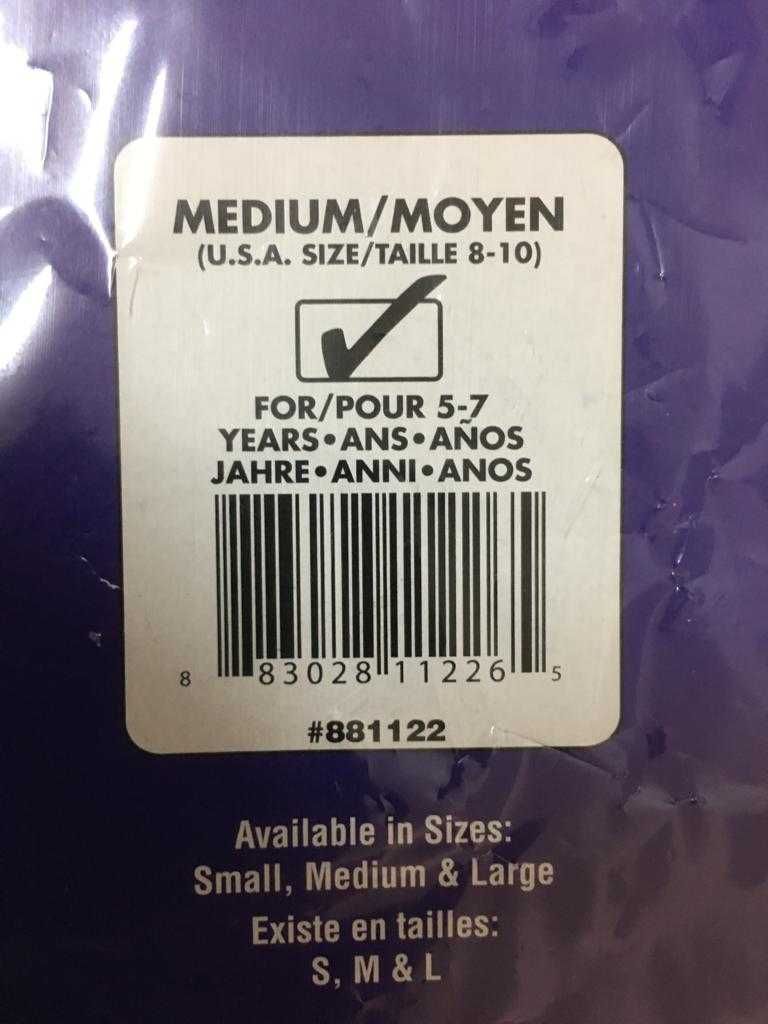 MEDIUM/MOYEN
(U.S.A. SIZE/TAILLE 8-10)
FOR/POUR 5-7
YEARS•ANS•AÑOS
JAHRE•ANNI•ANOS
8 83028 11226 5
#881122
Available in Sizes:
Small, Medium & Large
Existe en tailles:
S, M & L